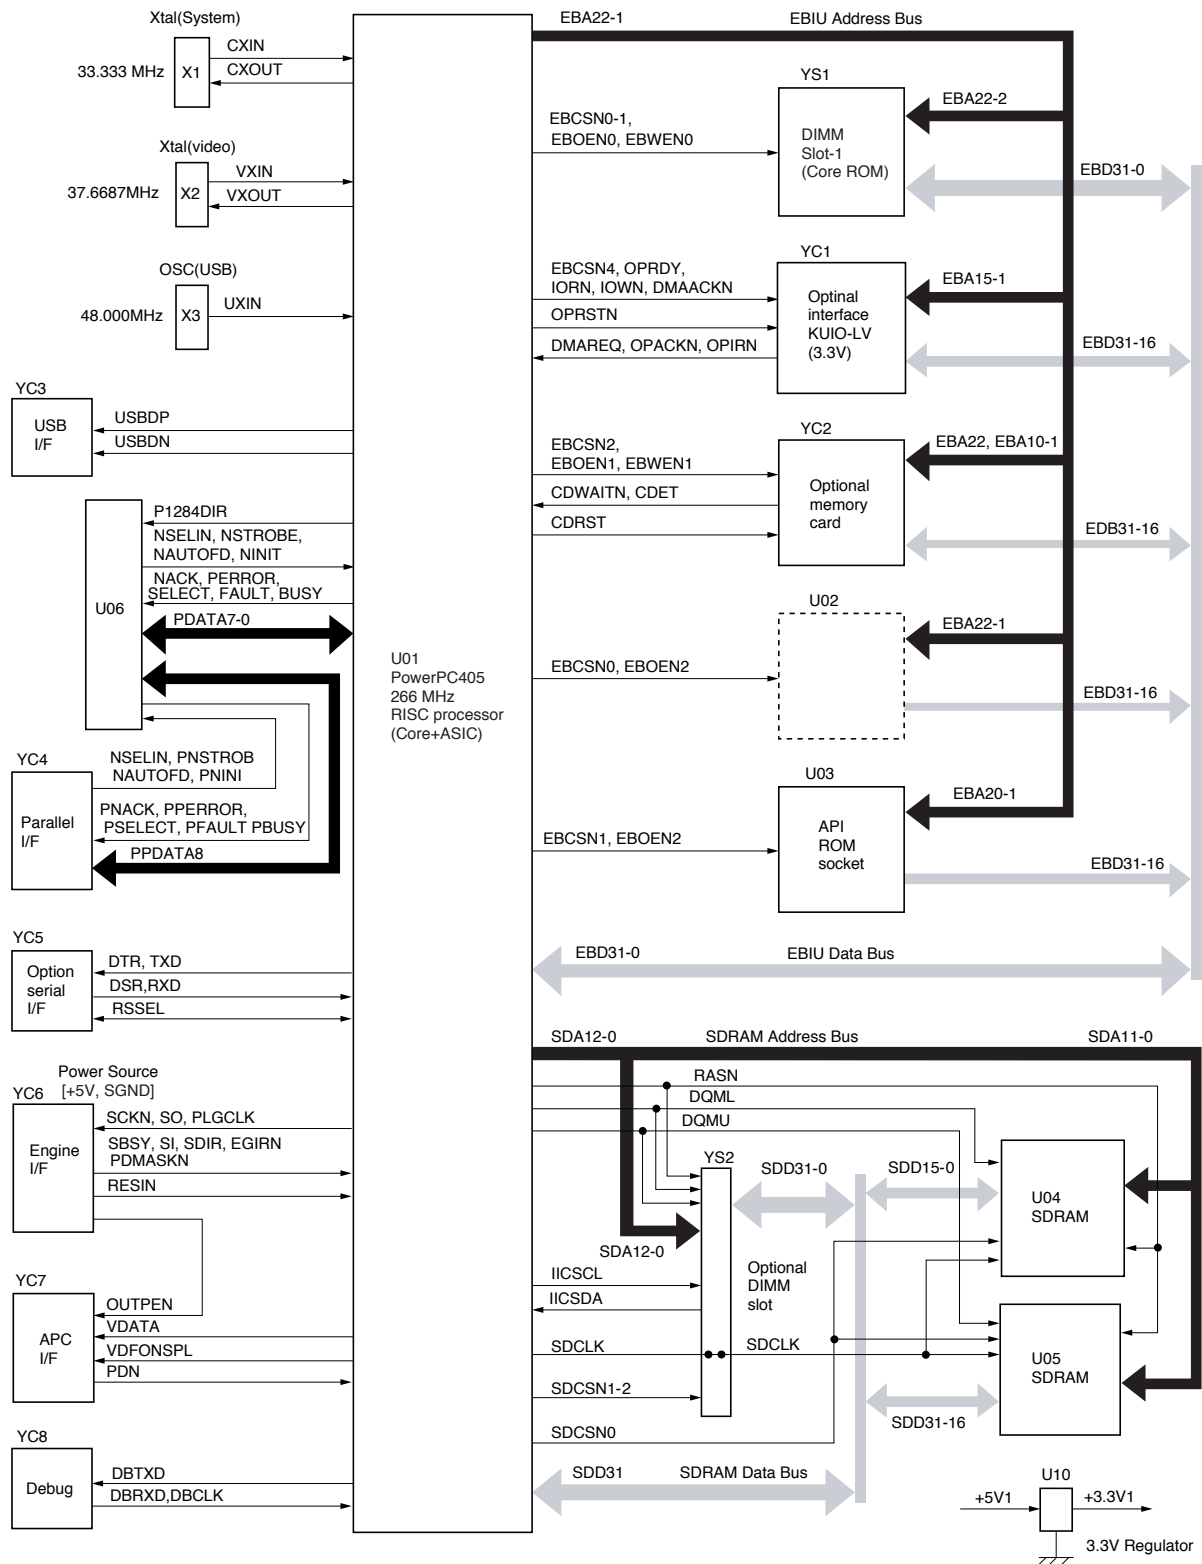 Xtal(System)
CXIN
CXOUT
33.333 MHz
X1
Xtal(video)
VXIN
VXOUT
37.6687MHz
X2
OSC(USB)
UXIN
48.000MHz
X3
YC3
USB
I/F
USBDP
USBDN
P1284DIR
NSELIN, NSTROBE,
NAUTOFD, NINIT
NACK, PERROR,
SELECT, FAULT, BUSY
U06
PDATA7-0
YC4
NSELIN, PNSTROB
NAUTOFD, PNINI
Parallel
I/F
PNACK, PPERROR,
PSELECT, PFAULT PBUSY
PPDATA8
YC5
Option
serial
I/F
DTR, TXD
DSR,RXD
RSSEL
Power Source
[+5V, SGND]
YC6
Engine
I/F
SCKN, SO, PLGCLK
SBSY, SI, SDIR, EGIRN
PDMASKN
RESIN
YC7
APC
I/F
OUTPEN
VDATA
VDFONSPL
PDN
YC8
Debug
DBTXD
DBRXD,DBCLK
U01
PowerPC405
266 MHz
RISC processor
(Core+ASIC)
EBA22-1
EBIU Address Bus
YS1
EBA22-2
EBCSN0-1,
EBOEN0, EBWEN0
DIMM
Slot-1
(Core ROM)
EBD31-0
YC1
EBCSN4, OPRDY,
IORN, IOWN, DMAACKN
OPRSTN
DMAREQ, OPACKN, OPIRN
Optinal
interface
KUIO-LV
(3.3V)
EBA15-1
EBD31-16
YC2
EBCSN2,
EBOEN1, EBWEN1
CDWAITN, CDET
CDRST
Optional
memory
card
EBA22, EBA10-1
EDB31-16
U02
EBA22-1
EBCSN0, EBOEN2
EBD31-16
U03
EBA20-1
API
ROM
socket
EBCSN1, EBOEN2
EBD31-16
EBD31-0
EBIU Data Bus
SDA12-0
SDRAM Address Bus
SDA11-0
RASN
DQML
DQMU
YS2
SDD31-0
SDD15-0
U04
SDRAM
SDA12-0
Optional
DIMM
slot
IICSCL
IICSDA
SDCLK
SDCLK
U05
SDRAM
SDCSN1-2
SDD31-16
SDCSN0
SDD31
SDRAM Data Bus
U10
+5V1
+3.3V1
3.3V Regulator